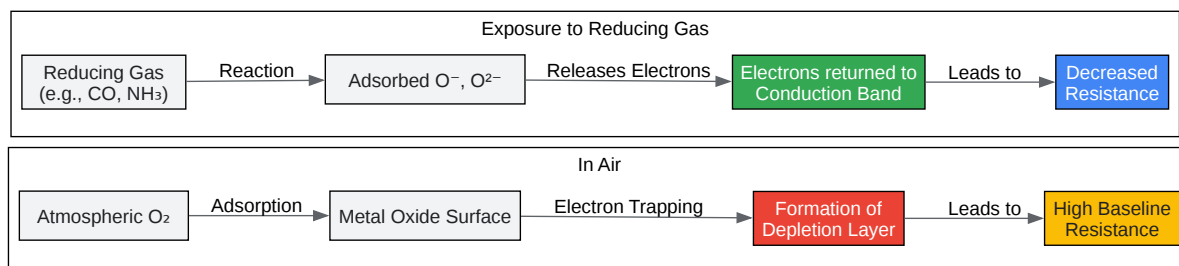 Exposure to Reducing Gas
Reducing Gas
(e.g., CO, NH₃)
Reaction
Adsorbed O⁻, O²⁻
Releases Electrons
Electrons returned to
Conduction Band
Leads to
Decreased
Resistance
In Air
Atmospheric O₂
Adsorption
Metal Oxide Surface
Electron Trapping
Formation of
Depletion Layer
Leads to
High Baseline
Resistance